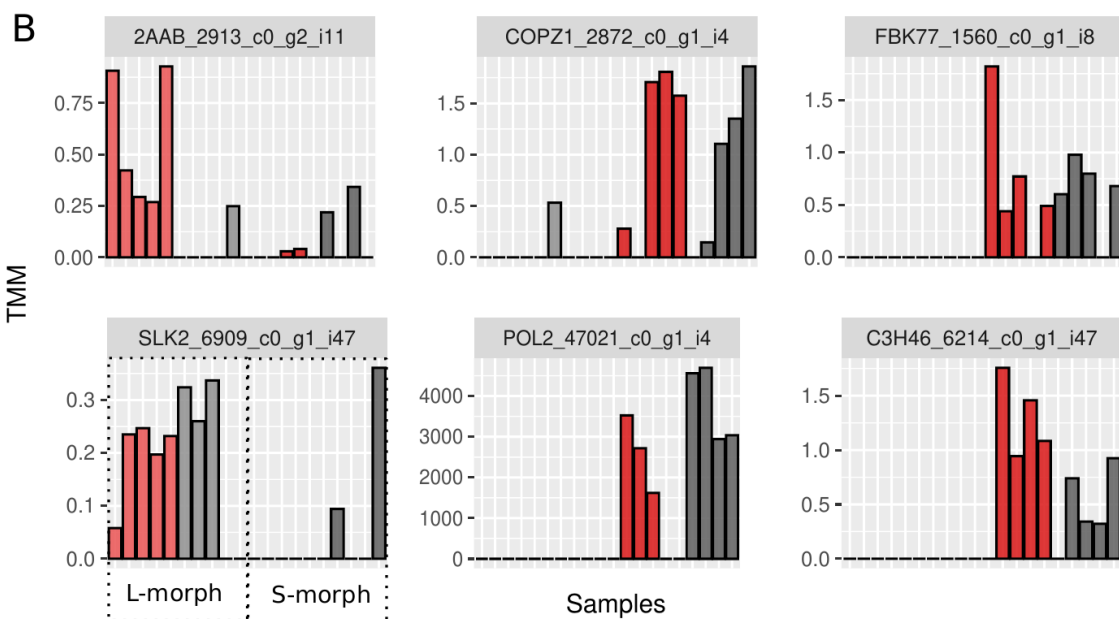 B
2AAB_2913_c0_g2_i11
COPZ1_2872_c0_g1_i4
FBK77_1560_c0_g1_i8
0.75
0.50
0.25
0.00
1.5
1.0
0.5
0.0
1.5
1.0
0.5
0.0
TMM
SLK2_6909_c0_g1_i47
POL2_47021_c0_g1_i4
C3H46_6214_c0_g1_i47
0.3
0.2
0.1
0.0
4000
3000
2000
1000
0
1.5
1.0
0.5
0.0
L-morph
S-morph
Samples